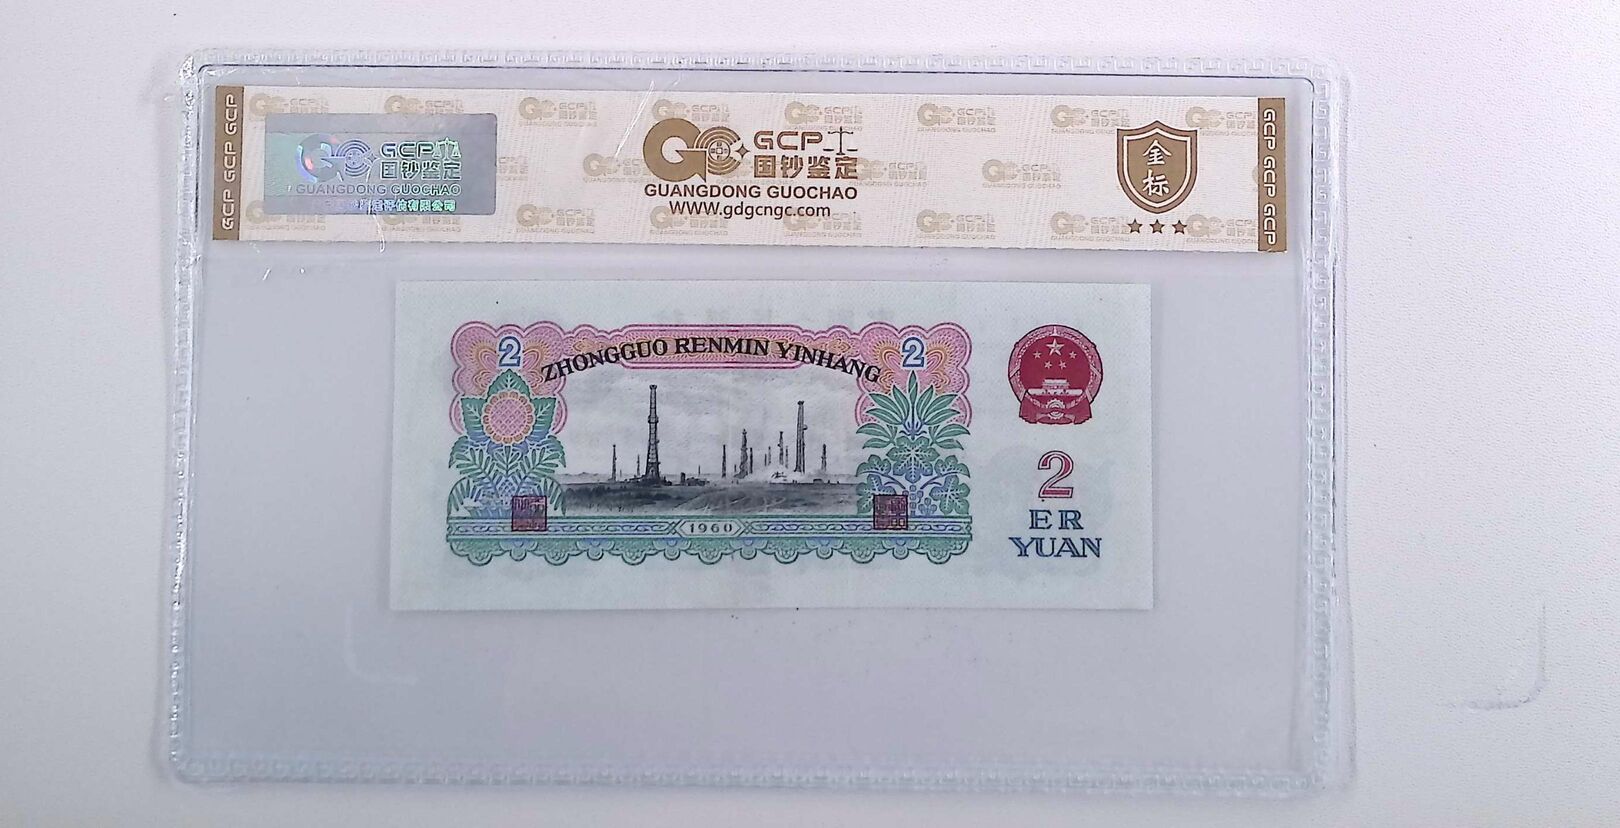 GCP GCP GCP
GCP
国钞鉴定
GUANGDONG GUOCHAO
GCP
国钞鉴定
GUANGDONG GUOCHAO
WWW.gdgcngc.com
金
标
GCP GCP GCP
ZHONGGUO RENMIN YINHANG
2
2
1960
2
ER
YUAN